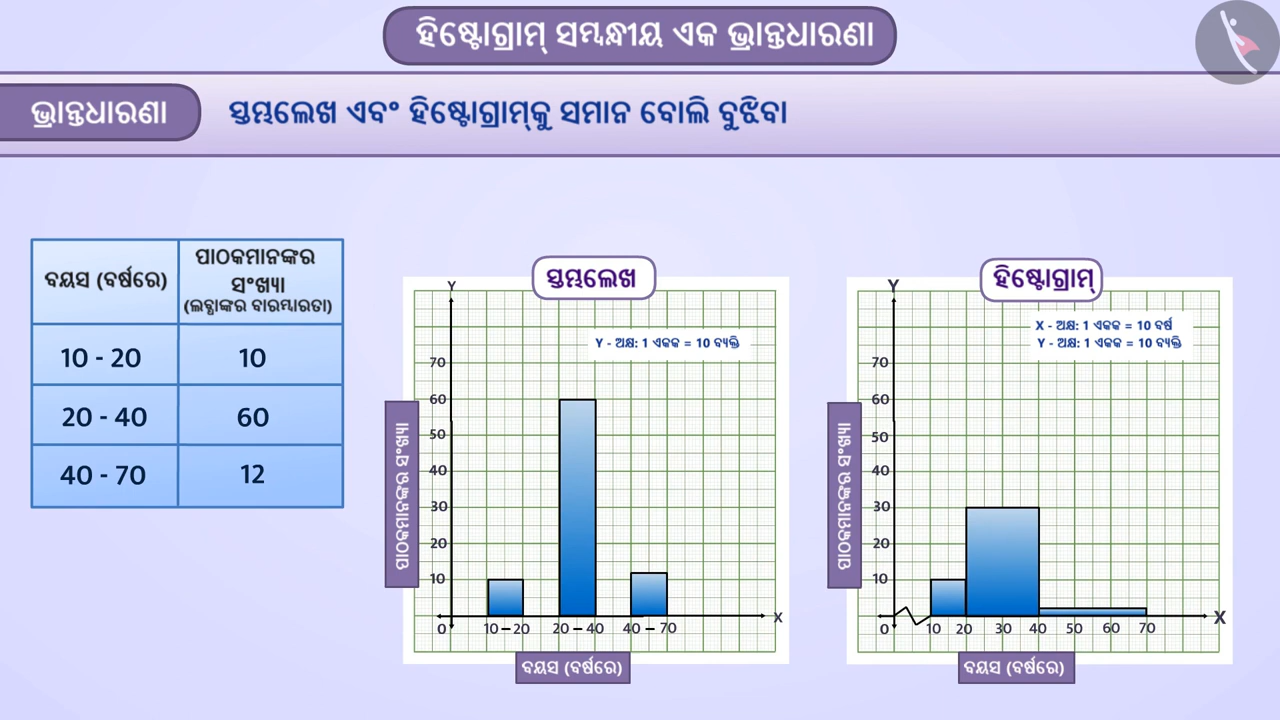 ହିଷ୍ଟୋଗ୍ରାମ୍ ସମ୍ବନ୍ଧୀୟ ଏକ ଭ୍ରାନ୍ତଧାରଣା
ଭ୍ରାନ୍ତଧାରଣା
ସ୍ତମ୍ଭଲେଖ ଏବଂ ହିଷ୍ଟୋଗ୍ରାମ୍‌କୁ ସମାନ ବୋଲି ବୁଝିବା
ବୟସ (ବର୍ଷରେ)
ପାଠକମାନଙ୍କର
ସଂଖ୍ୟା
(ଲବ୍ଧାଙ୍କର ବାରମ୍ବାରତା)
10 - 20 10
20 - 40 60
40 - 70 12
ସ୍ତମ୍ଭଲେଖ
Y
Y - ଅକ୍ଷ: 1 ଏକକ = 10 ବ୍ୟକ୍ତି
70
60
50
40
30
20
10
ପାଠକମାନଙ୍କର ସଂଖ୍ୟା
0 10 – 20 20 – 40 40 – 70 X
ବୟସ (ବର୍ଷରେ)
ହିଷ୍ଟୋଗ୍ରାମ୍
Y
X - ଅକ୍ଷ: 1 ଏକକ = 10 ବର୍ଷ
Y - ଅକ୍ଷ: 1 ଏକକ = 10 ବ୍ୟକ୍ତି
70
60
50
40
30
20
10
ପାଠକମାନଙ୍କର ସଂଖ୍ୟା
0 10 20 30 40 50 60 70 X
ବୟସ (ବର୍ଷରେ)